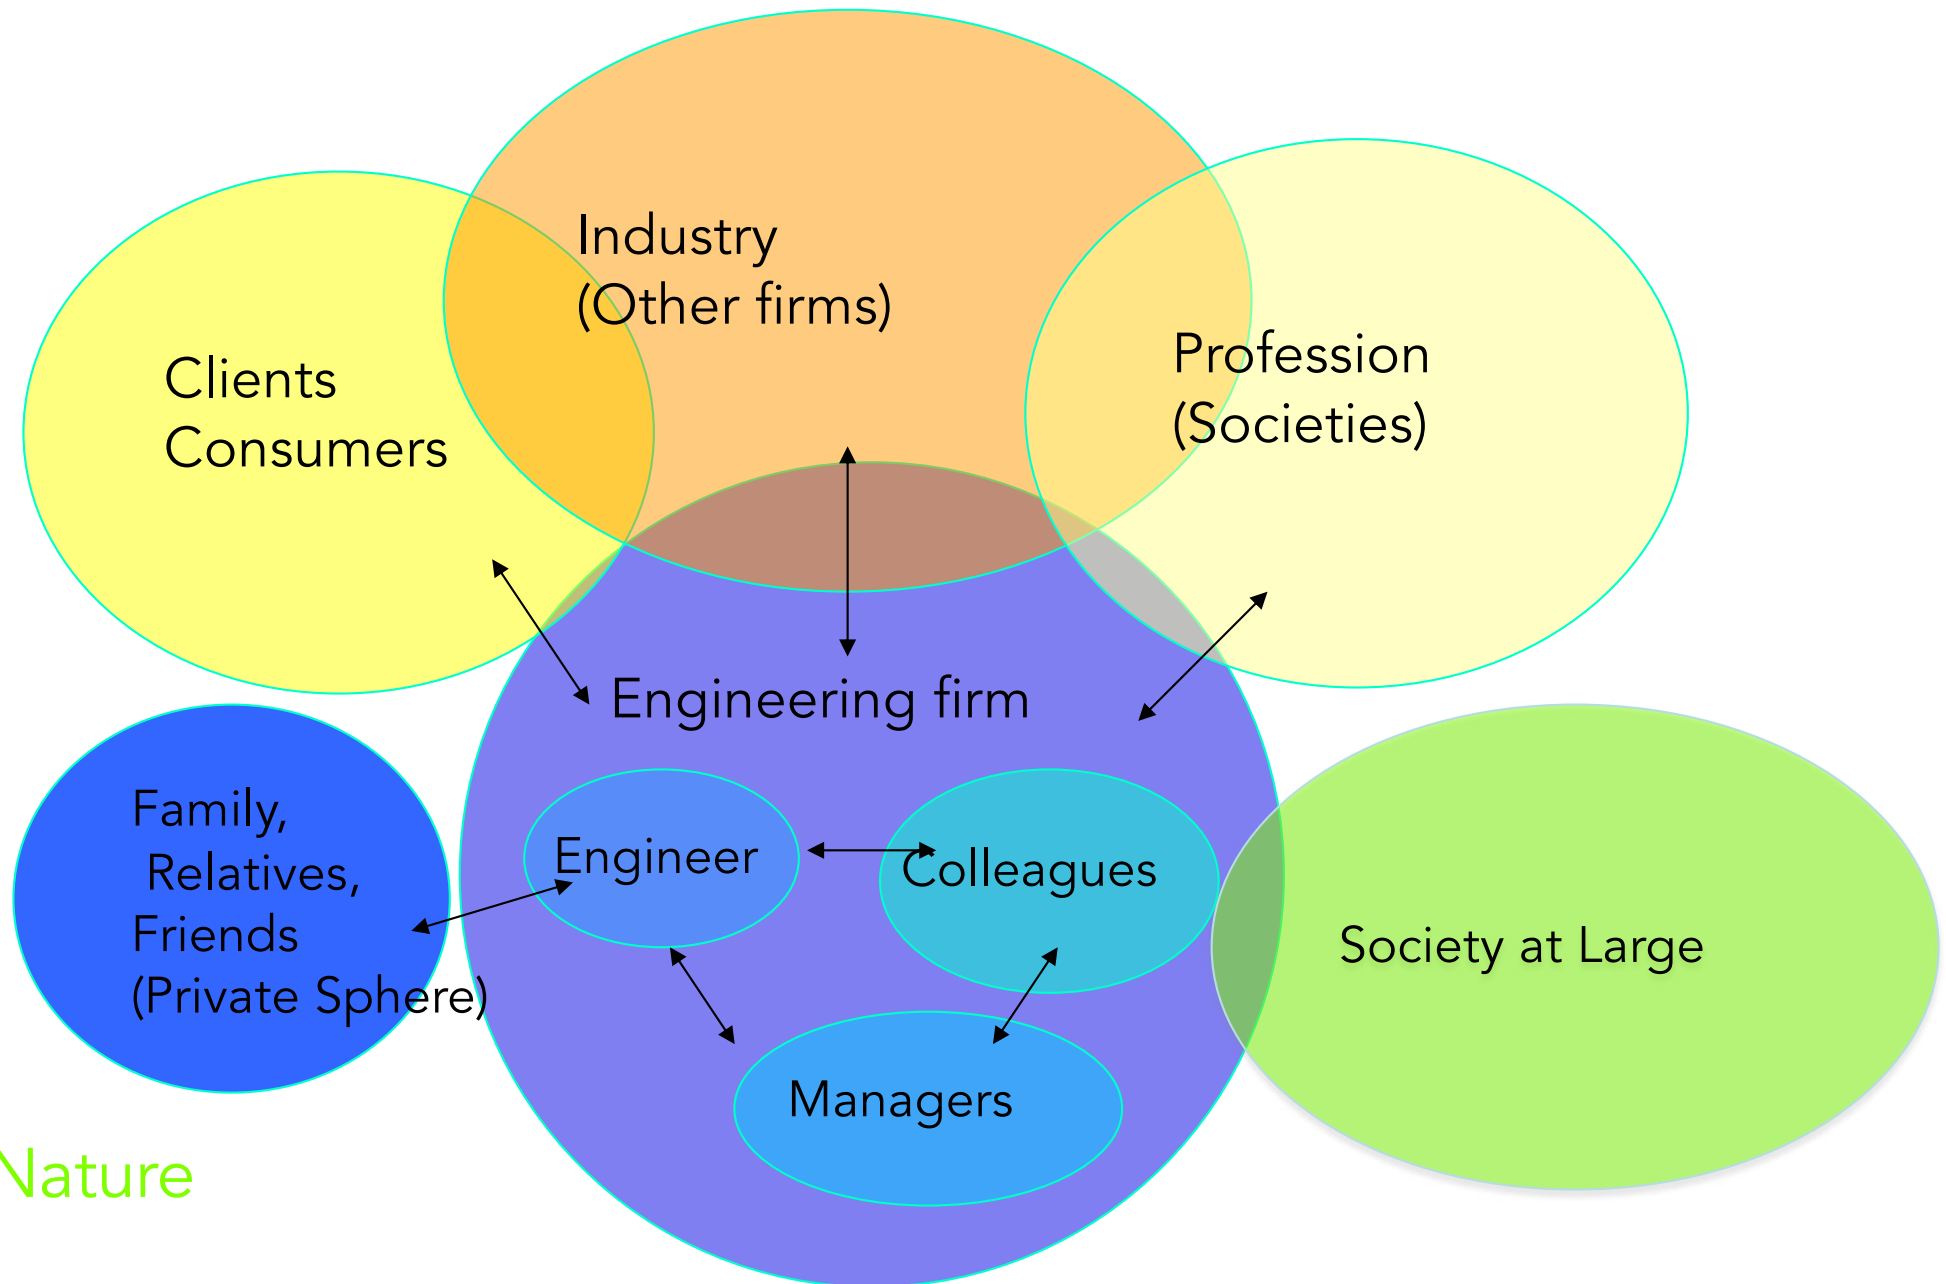 Industry
(Other firms)
Clients
Consumers
Profession
(Societies)
Engineering firm
Family,
Relatives,
Friends
(Private Sphere)
Engineer
Colleagues
Society at Large
Managers
Nature